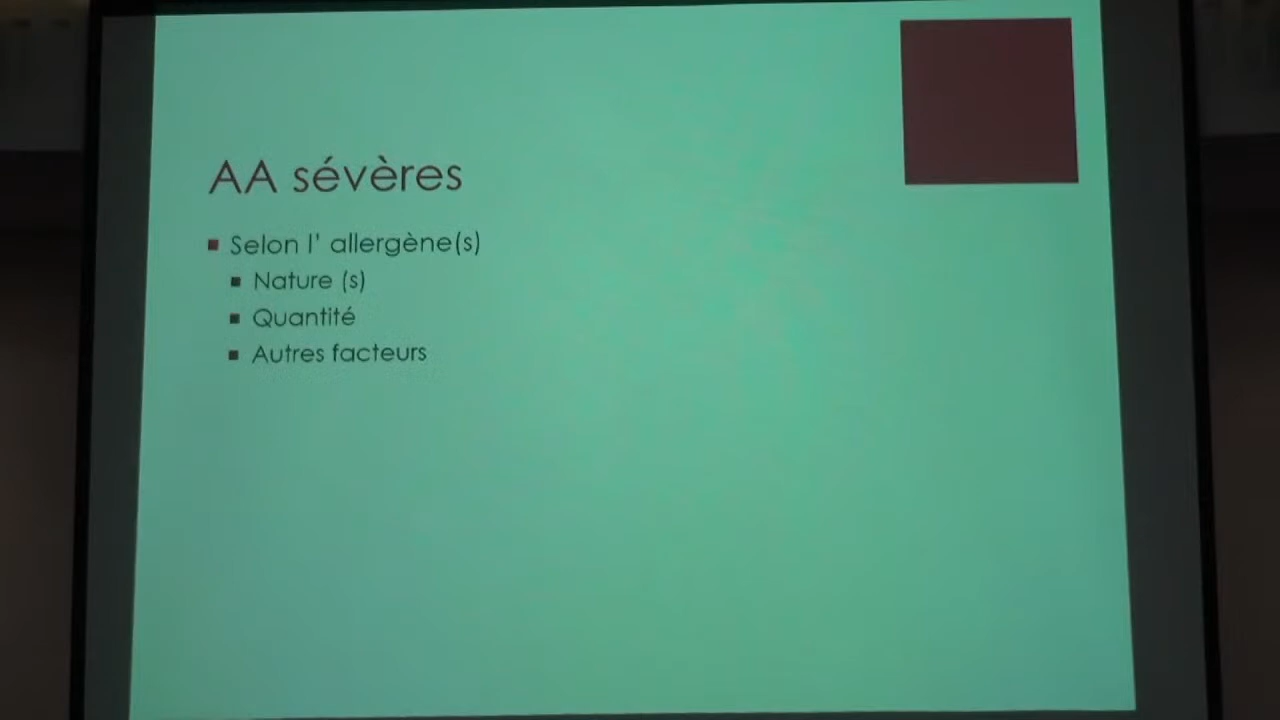 AA sévères
Selon l' allergène(s)
Nature (s)
Quantité
Autres facteurs